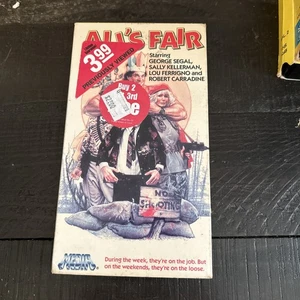 ALL'S FAIR
3.99
PREVIOUSLY VIEWED
Starring
GEORGE SEGAL,
SALLY KELLERMAN,
LOU FERRIGNO and
ROBERT CARRADINE
Buy 2
3rd
NO
MEDIA
During the week, they're on the job. But
on the weekends, they're on the loose.